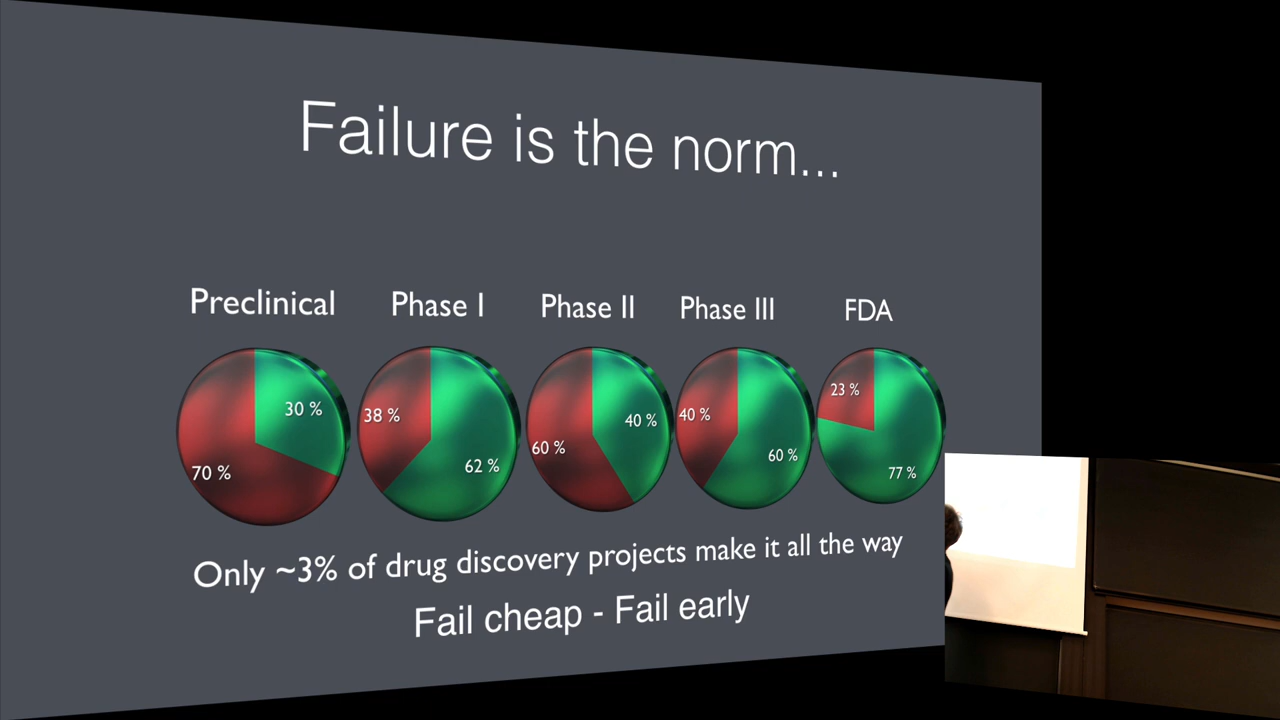 Failure is the norm...
Preclinical
Phase I
Phase II
Phase III
FDA
30 %
70 %
38 %
62 %
40 %
60 %
40 %
60 %
23 %
77 %
Only ~3% of drug discovery projects make it all the way
Fail cheap - Fail early